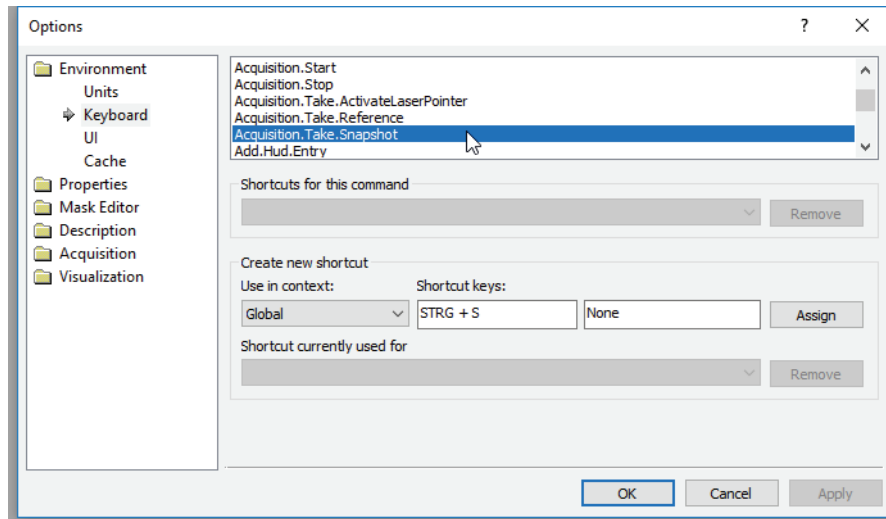 Options
?
Environment
Units
Keyboard
UI
Cache
Properties
Mask Editor
Description
Acquisition
Visualization
Acquisition.Start
Acquisition.Stop
Acquisition.Take.ActivateLaserPointer
Acquisition.Take.Reference
Acquisition.Take.Snapshot
Add.Hud.Entry
Shortcuts for this command
Remove
Create new shortcut
Use in context: Shortcut keys:
Global STRG + S None Assign
Shortcut currently used for
Remove
OK Cancel Apply